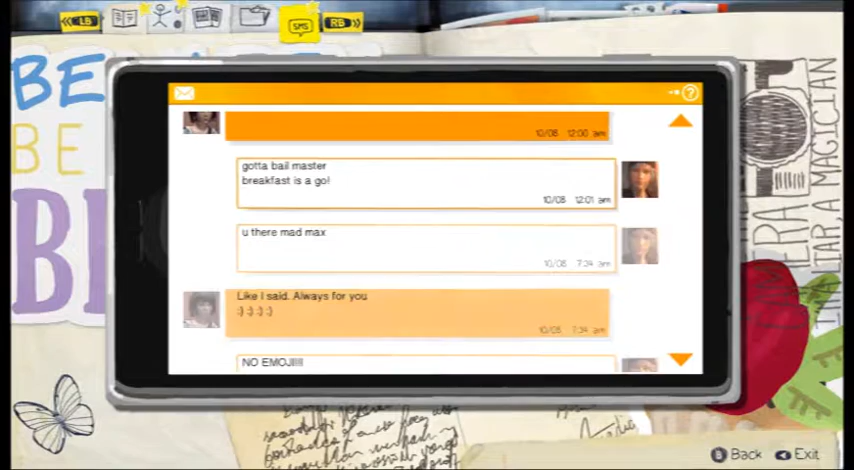 LB
SMS
RB
BE
BE
10/08 12:00 am
gotta bail master
breakfast is a go!
10/08 12:01 am
u there mad max
10/08 7:34 am
Like I said. Always for you
:) :) :) :)
10/08 7:34 am
NO EMOJI!!!
A LIAR, A MAGICIAN
B Back
Exit